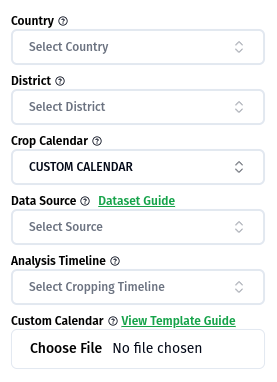 Country
Select Country
District
Select District
Crop Calendar
CUSTOM CALENDAR
Data Source Dataset Guide
Select Source
Analysis Timeline
Select Cropping Timeline
Custom Calendar View Template Guide
Choose File No file chosen